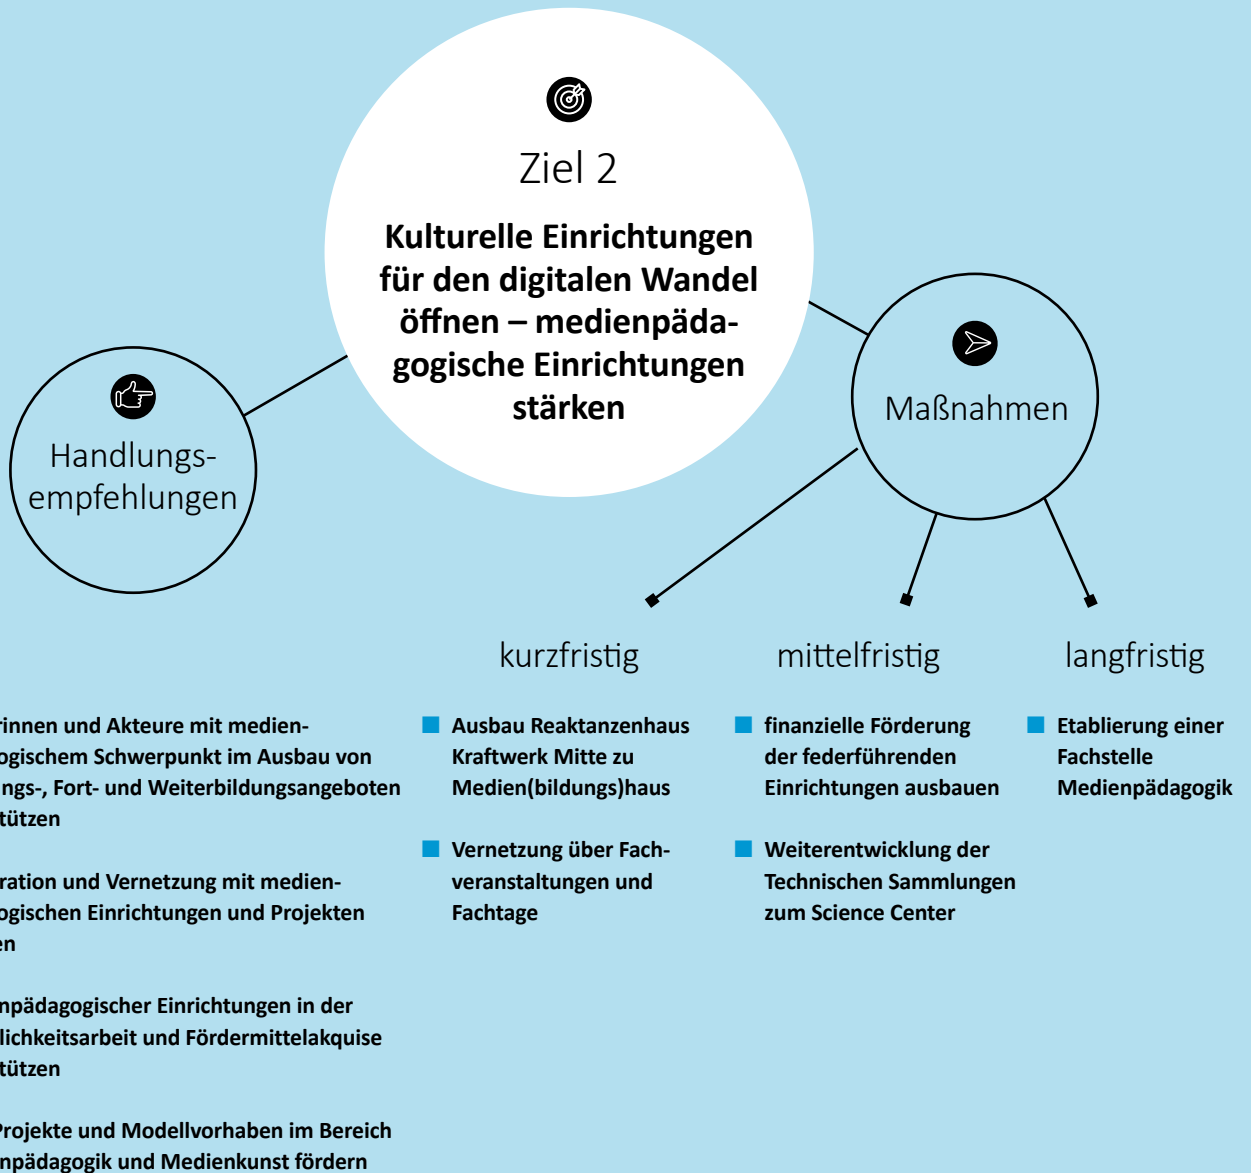 Ziel 2
Kulturelle Einrichtungen
für den digitalen Wandel
öffnen – medienpäda-
gogische Einrichtungen
stärken
Handlungs-
empfehlungen
rinnen und Akteure mit medien-
ogischem Schwerpunkt im Ausbau von
ngs-, Fort- und Weiterbildungsangeboten
tützen
ration und Vernetzung mit medien-
ogischen Einrichtungen und Projekten
en
npädagogischer Einrichtungen in der
lichkeitsarbeit und Fördermittelakquise
tützen
Projekte und Modellvorhaben im Bereich
npädagogik und Medienkunst fördern
Maßnahmen
kurzfristig
Ausbau Reaktanzenhaus
Kraftwerk Mitte zu
Medien(bildungs)haus
Vernetzung über Fach-
veranstaltungen und
Fachtage
mittelfristig
finanzielle Förderung
der federführenden
Einrichtungen ausbauen
Weiterentwicklung der
Technischen Sammlungen
zum Science Center
langfristig
Etablierung einer
Fachstelle
Medienpädagogik